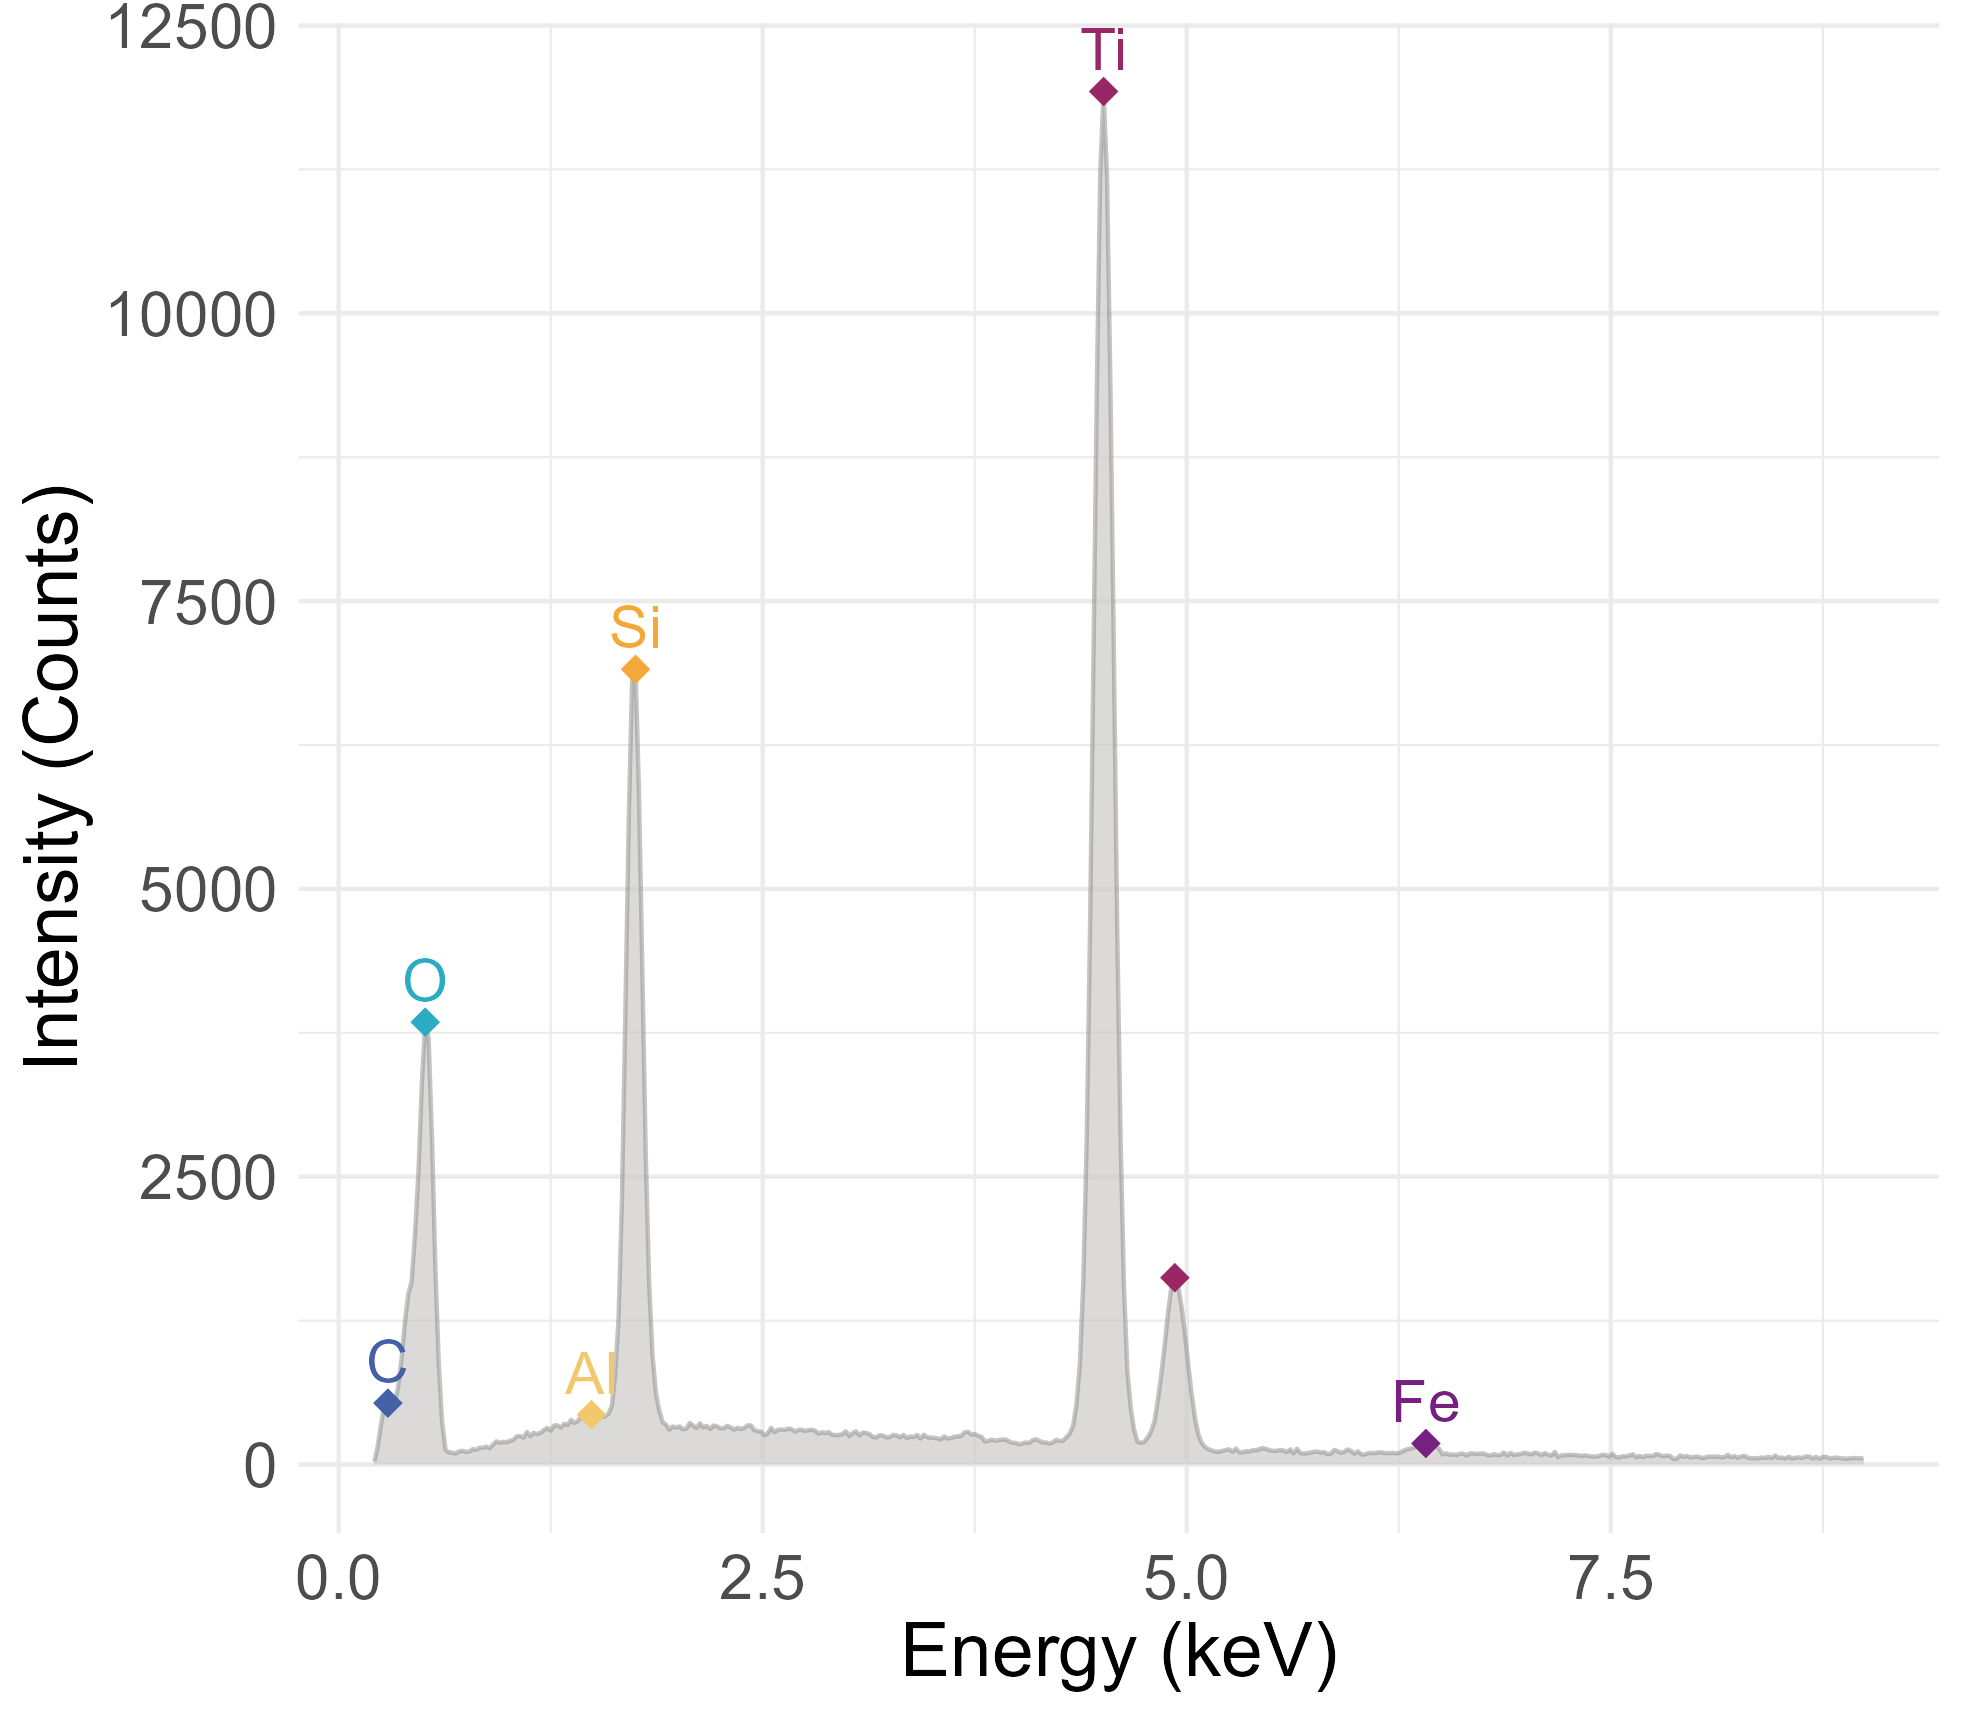 12500
10000
7500
5000
2500
0
Intensity (Counts)
Ti
Si
O
C
Al
Fe
0.0 2.5 5.0 7.5
Energy (keV)